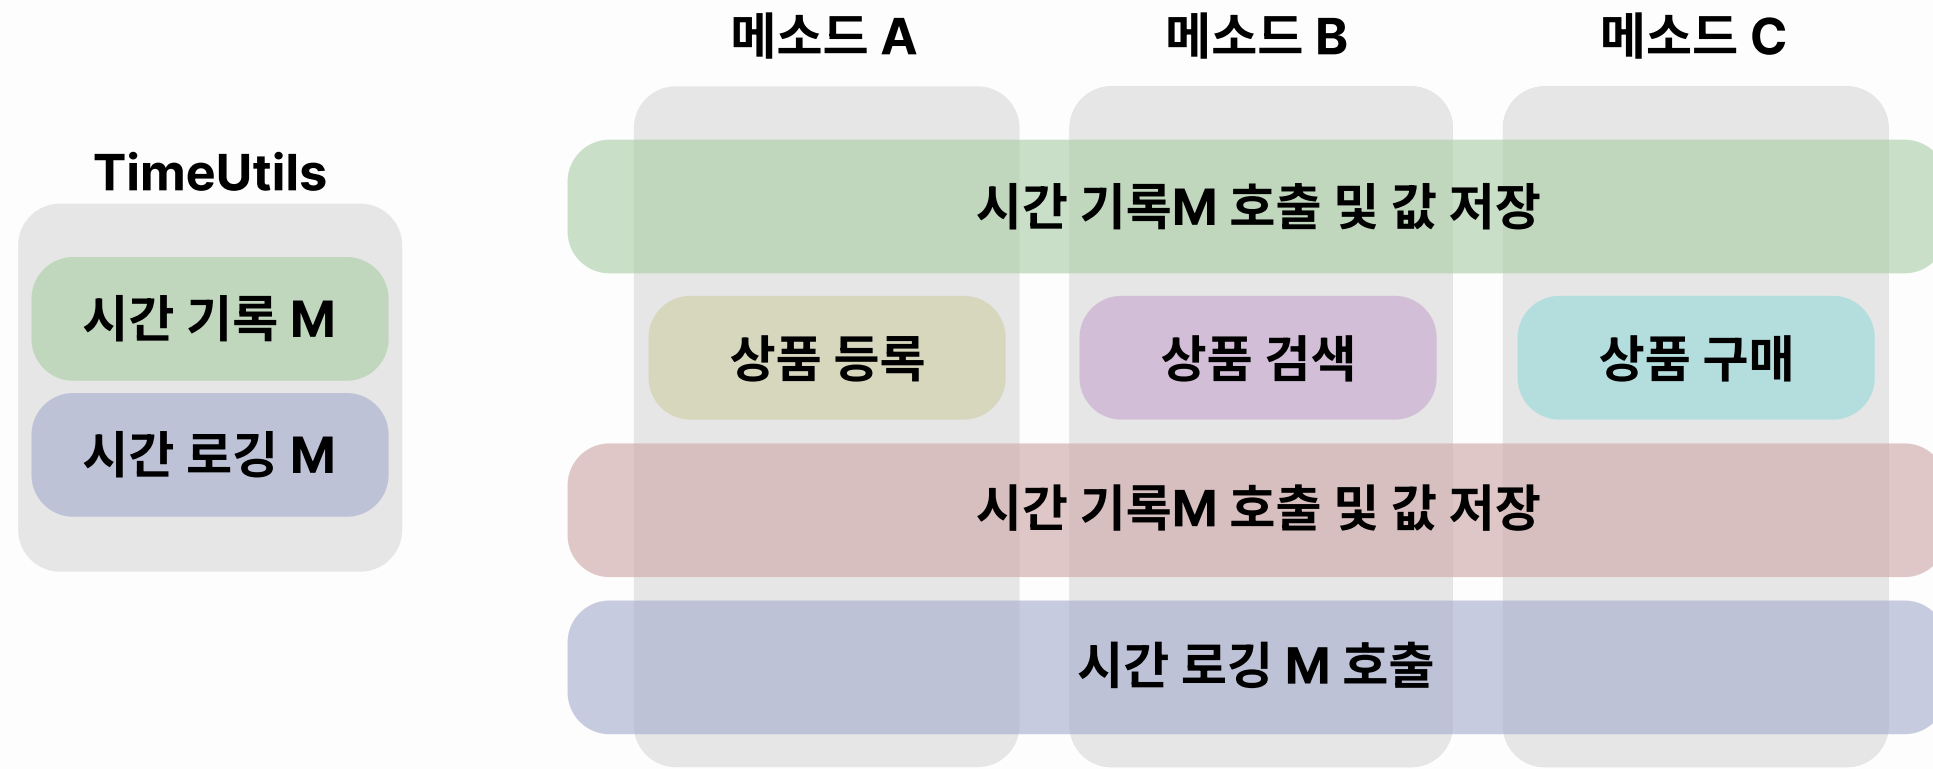 메소드 A
메소드 B
메소드 C
TimeUtils
시간 기록 M
시간 로깅 M
시간 기록M 호출 및 값 저장
상품 등록
상품 검색
상품 구매
시간 기록M 호출 및 값 저장
시간 로깅 M 호출